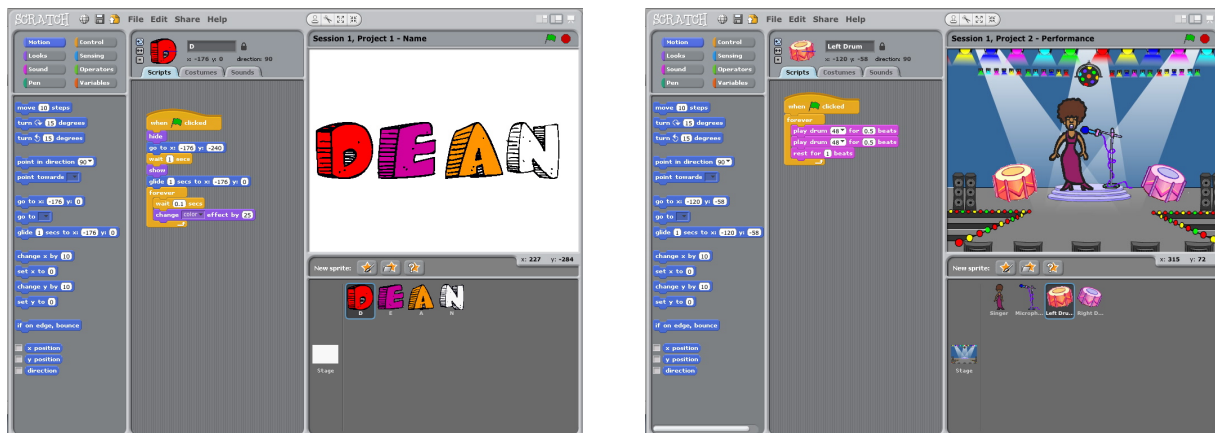 SCRATCH File Edit Share Help
Motion Control
Looks Sensing
Sound Operators
Pen Variables
move 10 steps
turn 15 degrees
turn 15 degrees
point in direction 90
point towards
go to x: -176 y: 0
go to
glide 1 secs to x: -176 y: 0
change x by 10
set x to 0
change y by 10
set y to 0
if on edge, bounce
x position
y position
direction
D
x: -176 y: 0 direction: 90
Scripts Costumes Sounds
when clicked
hide
go to x: -176 y: -240
wait 1 secs
show
glide 1 secs to x: -176 y: 0
forever
wait 0.1 secs
change color effect by 25
Session 1, Project 1 - Name
DEAN
x: 227 y: -284
New sprite:
DEAN
D E A N
Stage
SCRATCH File Edit Share Help
Motion Control
Looks Sensing
Sound Operators
Pen Variables
move 10 steps
turn 15 degrees
turn 15 degrees
point in direction 90
point towards
go to x: -120 y: -58
go to
glide 1 secs to x: -120 y: -58
change x by 10
set x to 0
change y by 10
set y to 0
if on edge, bounce
x position
y position
direction
Left Drum
x: -120 y: -58 direction: 90
Scripts Costumes Sounds
when clicked
forever
play drum 48 for 0.5 beats
play drum 48 for 0.5 beats
rest for 1 beats
Session 1, Project 2 - Performance
x: 315 y: 72
New sprite:
Singer Microph... Left Dru... Right D...
Stage